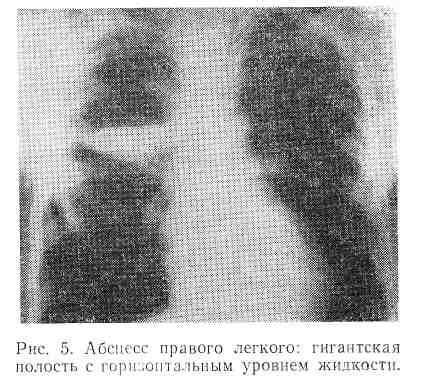 Рис. 5. Абсцесс правого легкого: гигантская
полость с горизонтальным уровнем жидкости.